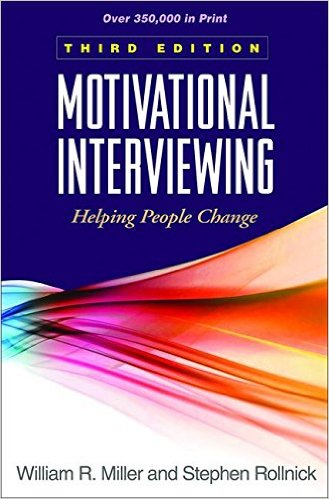 Over 350,000 in Print
THIRD EDITION
MOTIVATIONAL
INTERVIEWING
Helping People Change
William R. Miller and Stephen Rollnick